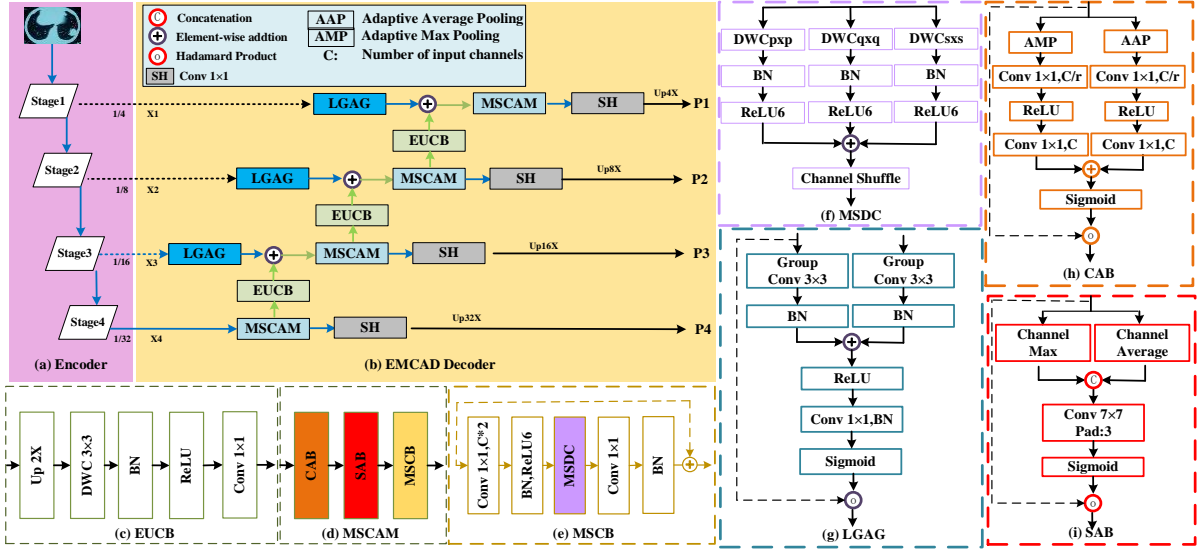 C
Concatenation
Element-wise addtion
o
Hadamard Product
SH
Conv 1×1
AAP
Adaptive Average Pooling
AMP
Adaptive Max Pooling
C:
Number of input channels
Stage1
1/4
X1
LGAG
MSCAM
SH
Up4X
P1
EUCB
Stage2
1/8
X2
LGAG
MSCAM
SH
Up8X
P2
EUCB
Stage3
1/16
X3
LGAG
MSCAM
SH
Up16X
P3
EUCB
Stage4
1/32
X4
MSCAM
SH
Up32X
P4
(a) Encoder
(b) EMCAD Decoder
Up 2X
DWC 3×3
BN
ReLU
Conv 1×1
(c) EUCB
CAB
SAB
MSCB
(d) MSCAM
Conv 1×1,C*2
BN,ReLU6
MSDC
Conv 1×1
BN
(e) MSCB
DWCpxp
DWCqxq
DWCsxs
BN
BN
BN
ReLU6
ReLU6
ReLU6
Channel Shuffle
(f) MSDC
Group
Conv 3×3
Group
Conv 3×3
BN
BN
ReLU
Conv 1×1,BN
Sigmoid
o
(g) LGAG
AMP
AAP
Conv 1×1,C/r
Conv 1×1,C/r
ReLU
ReLU
Conv 1×1,C
Conv 1×1,C
Sigmoid
o
(h) CAB
Channel
Max
Channel
Average
C
Conv 7×7
Pad:3
Sigmoid
o
(i) SAB